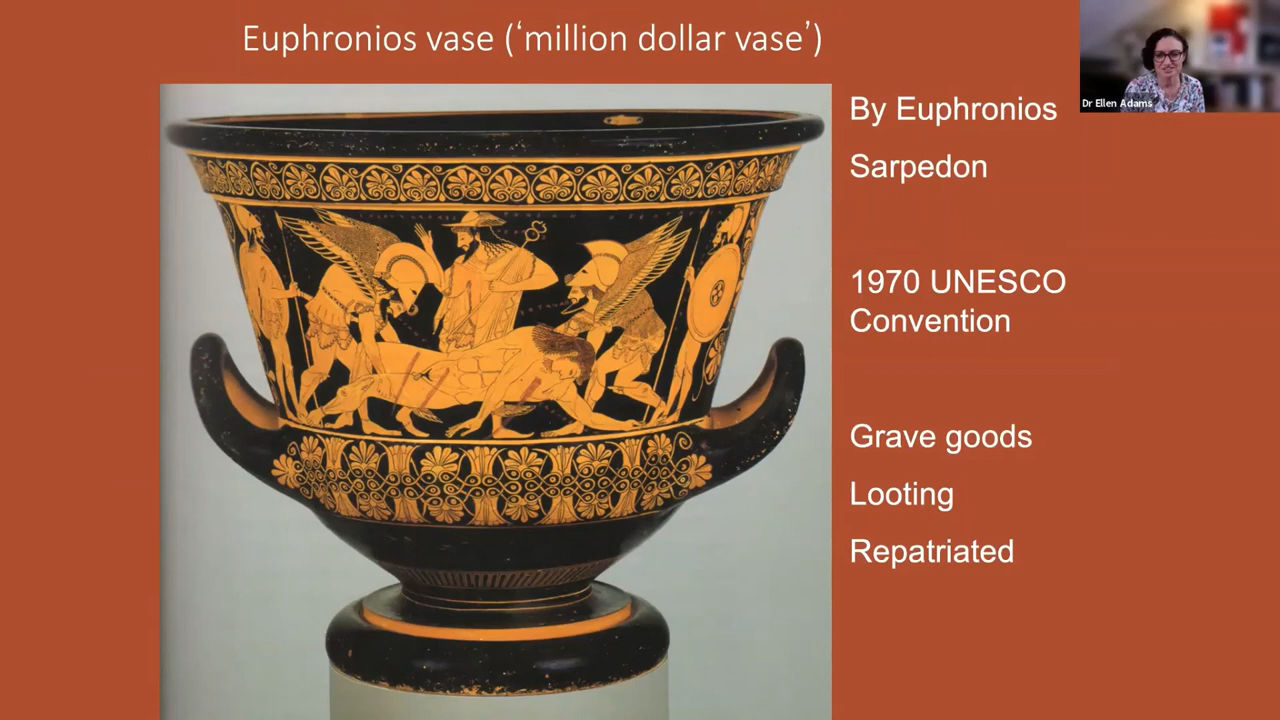 Euphronios vase (‘million dollar vase’)
Dr Ellen Adams
By Euphronios
Sarpedon
1970 UNESCO
Convention
Grave goods
Looting
Repatriated